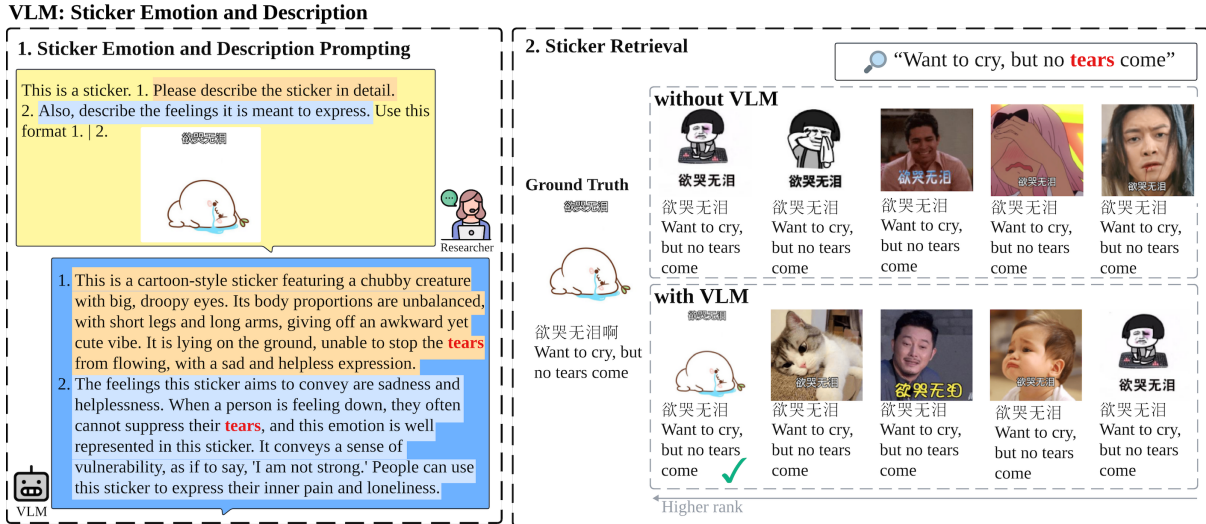 VLM: Sticker Emotion and Description
1. Sticker Emotion and Description Prompting
This is a sticker. 1. Please describe the sticker in detail.
2. Also, describe the feelings it is meant to express. Use this
format 1. | 2.
欲哭无泪
Researcher
1. This is a cartoon-style sticker featuring a chubby creature
with big, droopy eyes. Its body proportions are unbalanced,
with short legs and long arms, giving off an awkward yet
cute vibe. It is lying on the ground, unable to stop the tears
from flowing, with a sad and helpless expression.
2. The feelings this sticker aims to convey are sadness and
helplessness. When a person is feeling down, they often
cannot suppress their tears, and this emotion is well
represented in this sticker. It conveys a sense of
vulnerability, as if to say, 'I am not strong.' People can use
this sticker to express their inner pain and loneliness.
VLM
2. Sticker Retrieval
“Want to cry, but no tears come”
Ground Truth
欲哭无泪
欲哭无泪啊
Want to cry, but
no tears come
without VLM
欲哭无泪
欲哭无泪
Want to cry,
but no tears
come
欲哭无泪
欲哭无泪
Want to cry,
but no tears
come
欲哭无泪
欲哭无泪
Want to cry,
but no tears
come
欲哭无泪
欲哭无泪
Want to cry,
but no tears
come
欲哭无泪
欲哭无泪
Want to cry,
but no tears
come
with VLM
欲哭无泪
欲哭无泪
Want to cry,
but no tears
come
欲哭无泪
欲哭无泪
Want to cry,
but no tears
come
欲哭无泪
欲哭无泪
Want to cry,
but no tears
come
欲哭无泪
欲哭无泪
Want to cry,
but no tears
come
欲哭无泪
欲哭无泪
Want to cry,
but no tears
come
Higher rank